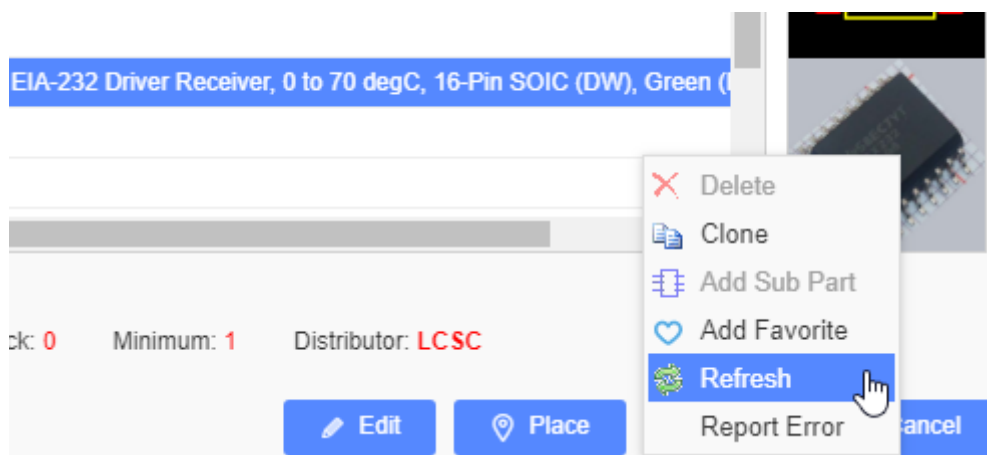 EIA-232 Driver Receiver, 0 to 70 degC, 16-Pin SOIC (DW), Green (
Delete
Clone
Add Sub Part
Add Favorite
Refresh
Report Error
ck: 0 Minimum: 1 Distributor: LCSC
Edit Place ancel